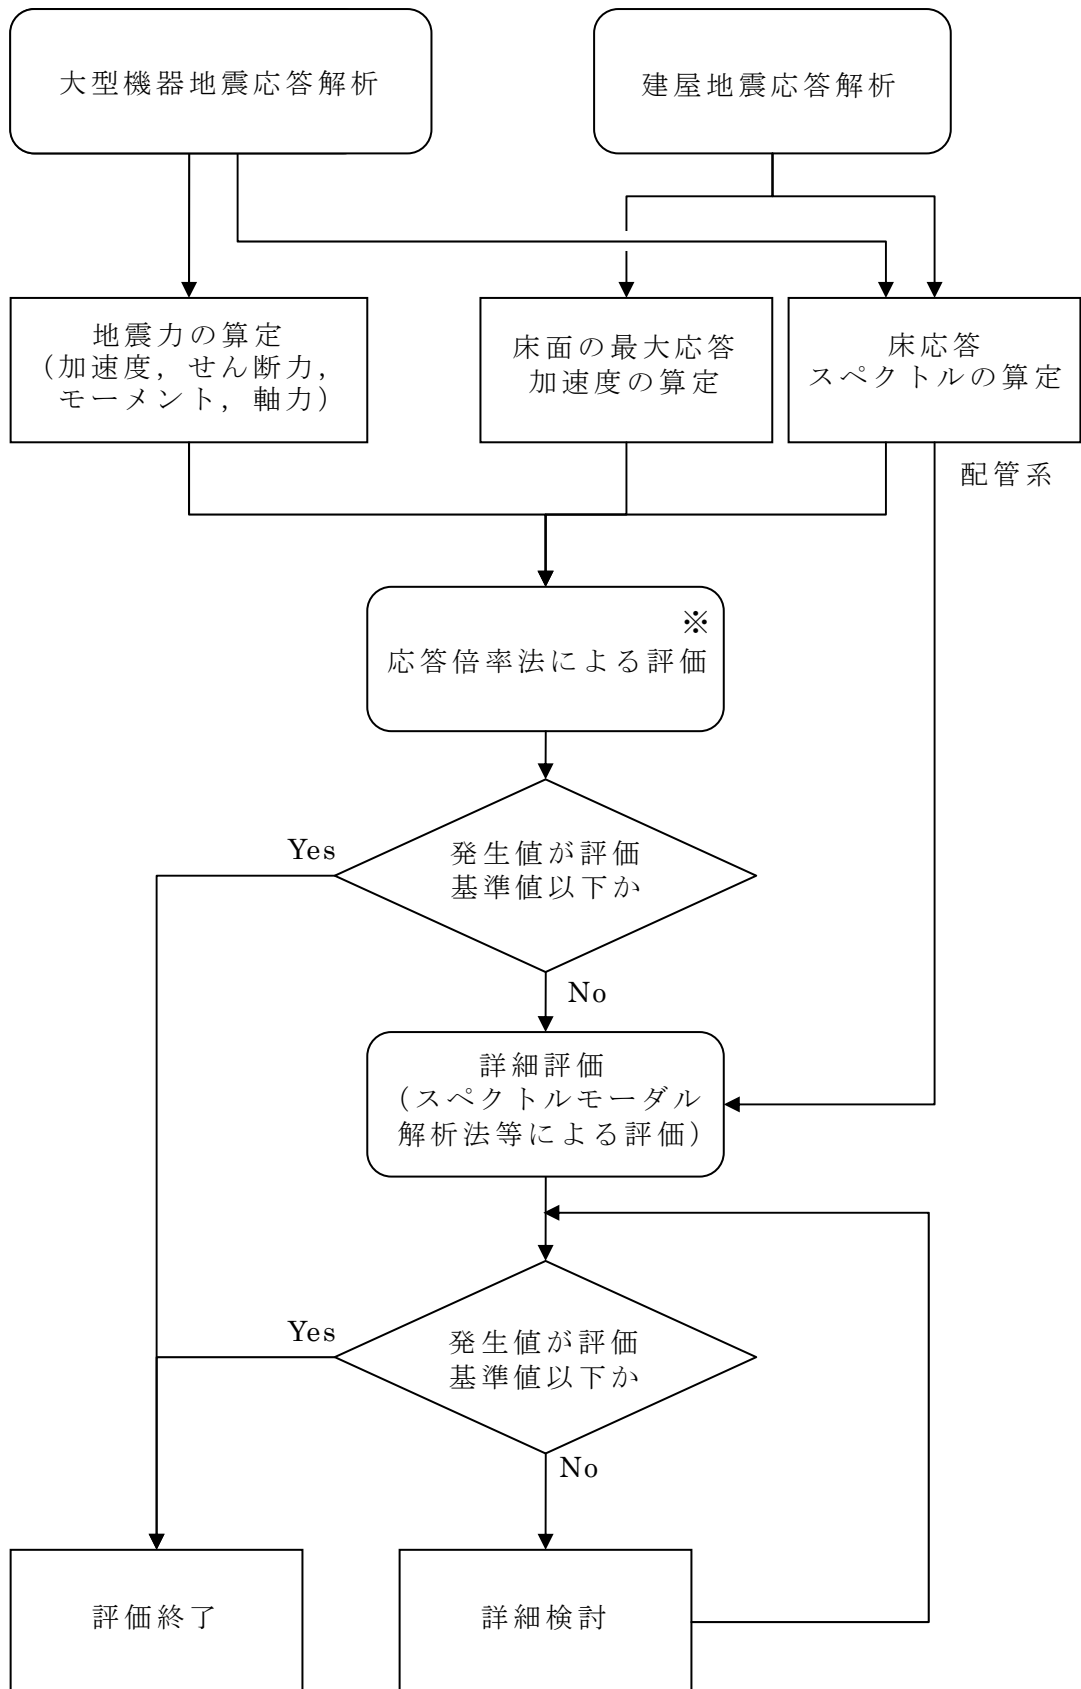 大型機器地震応答解析
建屋地震応答解析
地震力の算定
（加速度，せん断力，
モーメント，軸力）
床面の最大応答
加速度の算定
床応答
スペクトルの算定
配管系
※
応答倍率法による評価
Yes
発生値が評価
基準値以下か
No
詳細評価
（スペクトルモーダル
解析法等による評価）
Yes
発生値が評価
基準値以下か
No
評価終了
詳細検討